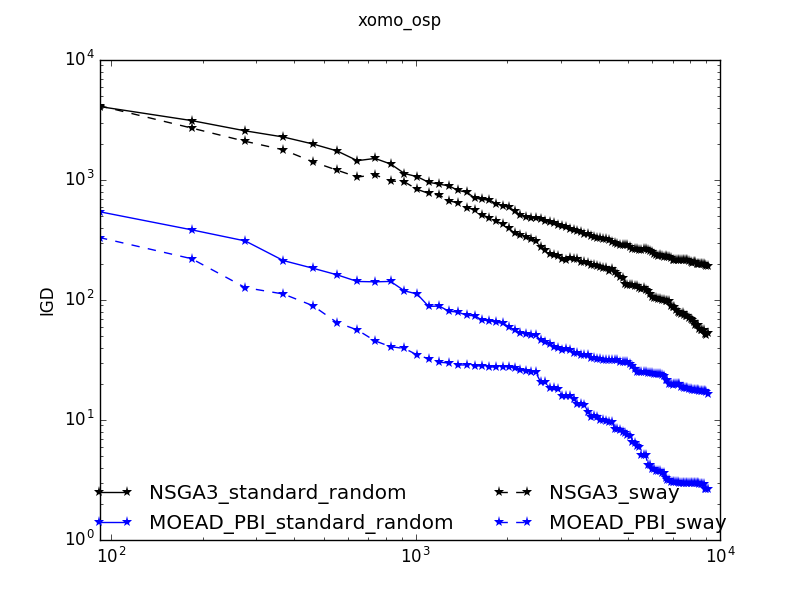 xomo_osp
10^4
10^3
10^2
10^1
10^0
IGD
NSGA3_standard_random
NSGA3_sway
MOEAD_PBI_standard_random
MOEAD_PBI_sway
10^2
10^3
10^4